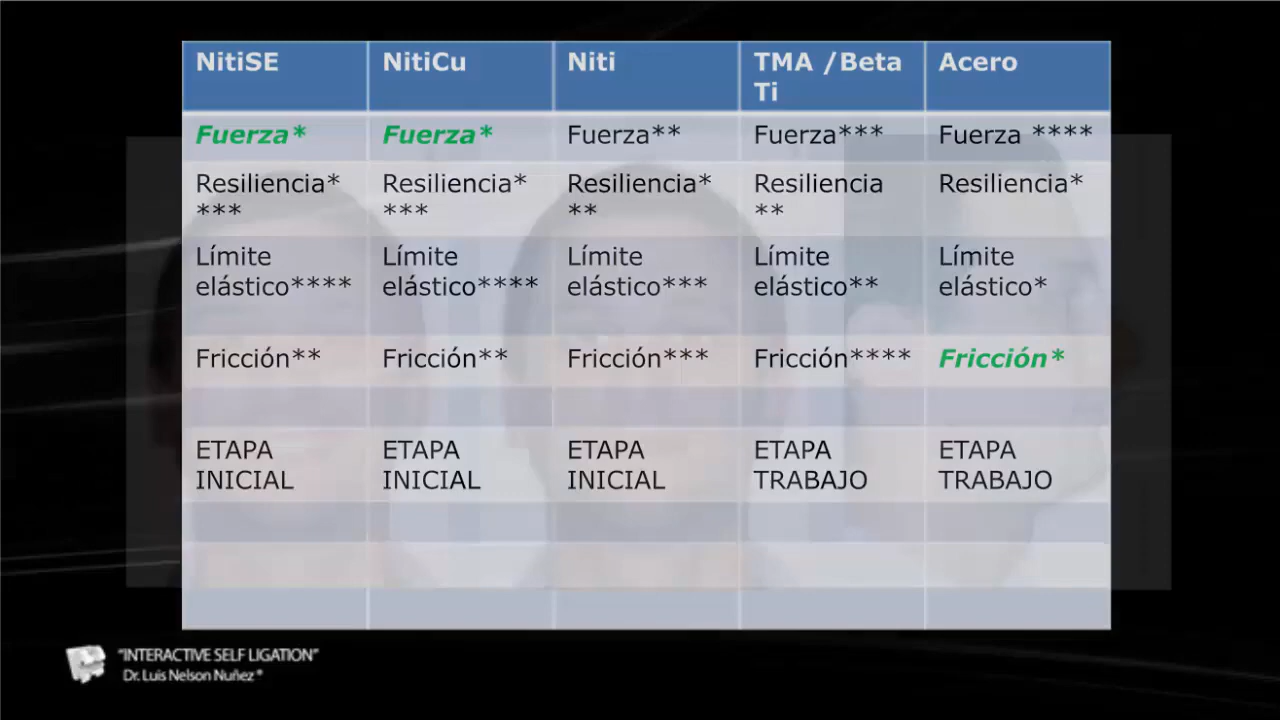 NitiSE
NitiCu
Niti
TMA /Beta
Ti
Acero
Fuerza*
Fuerza*
Fuerza**
Fuerza***
Fuerza ****
Resiliencia*
***
Resiliencia*
***
Resiliencia*
**
Resiliencia
**
Resiliencia*
Límite
elástico****
Límite
elástico****
Límite
elástico***
Límite
elástico**
Límite
elástico*
Fricción**
Fricción**
Fricción***
Fricción****
Fricción*
ETAPA
INICIAL
ETAPA
INICIAL
ETAPA
INICIAL
ETAPA
TRABAJO
ETAPA
TRABAJO
"INTERACTIVE SELF LIGATION"
Dr. Luis Nelson Nuñez ®